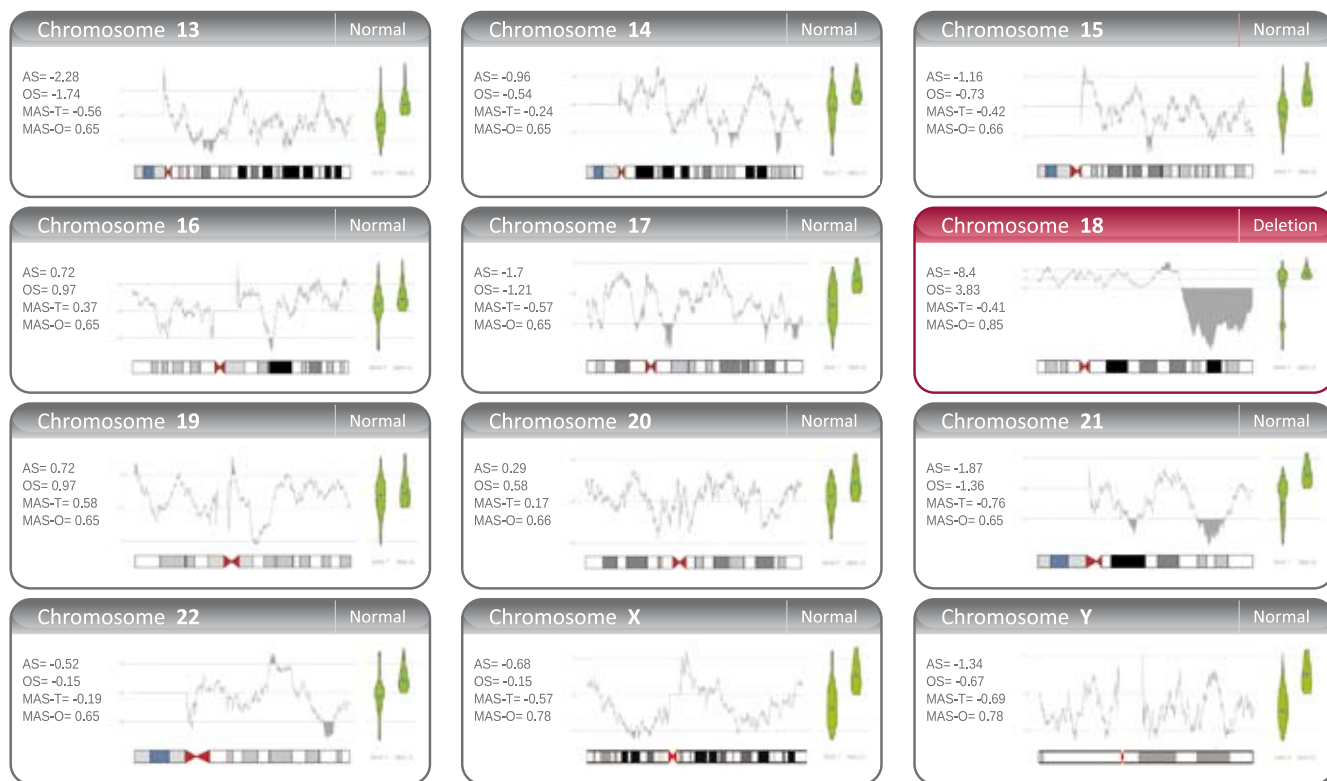 Chromosome 13 Normal
AS= -2.28
OS= -1.74
MAS-T= -0.56
MAS-O= 0.65
Chromosome 14 Normal
AS= -0.96
OS= -0.54
MAS-T= -0.24
MAS-O= 0.65
Chromosome 15 Normal
AS= -1.16
OS= -0.73
MAS-T= -0.42
MAS-O= 0.66
Chromosome 16 Normal
AS= 0.72
OS= 0.97
MAS-T= 0.37
MAS-O= 0.65
Chromosome 17 Normal
AS= -1.7
OS= -1.21
MAS-T= -0.57
MAS-O= 0.65
Chromosome 18 Deletion
AS= -8.4
OS= 3.83
MAS-T= -0.41
MAS-O= 0.85
Chromosome 19 Normal
AS= 0.72
OS= 0.97
MAS-T= 0.58
MAS-O= 0.65
Chromosome 20 Normal
AS= 0.29
OS= 0.58
MAS-T= 0.17
MAS-O= 0.66
Chromosome 21 Normal
AS= -1.87
OS= -1.36
MAS-T= -0.76
MAS-O= 0.65
Chromosome 22 Normal
AS= -0.52
OS= -0.15
MAS-T= -0.19
MAS-O= 0.65
Chromosome X Normal
AS= -0.68
OS= -0.15
MAS-T= -0.57
MAS-O= 0.78
Chromosome Y Normal
AS= -1.34
OS= -0.67
MAS-T= -0.69
MAS-O= 0.78